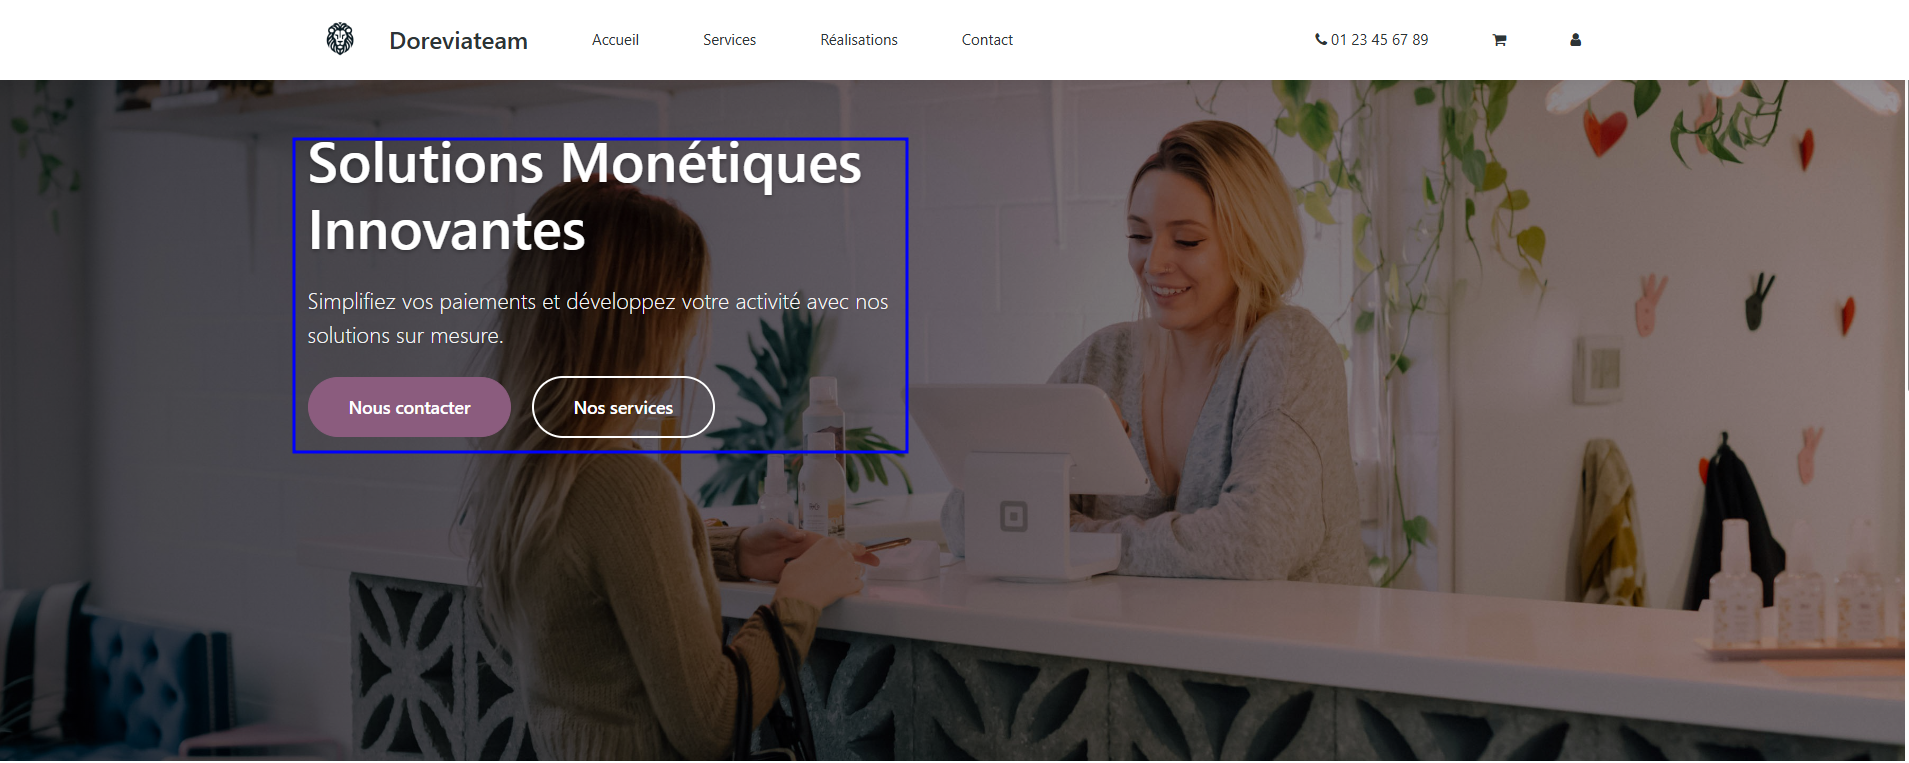 Doreviateam
Accueil
Services
Réalisations
Contact
01 23 45 67 89
Solutions Monétiques
Innovantes
Simplifiez vos paiements et développez votre activité avec nos
solutions sur mesure.
Nous contacter
Nos services